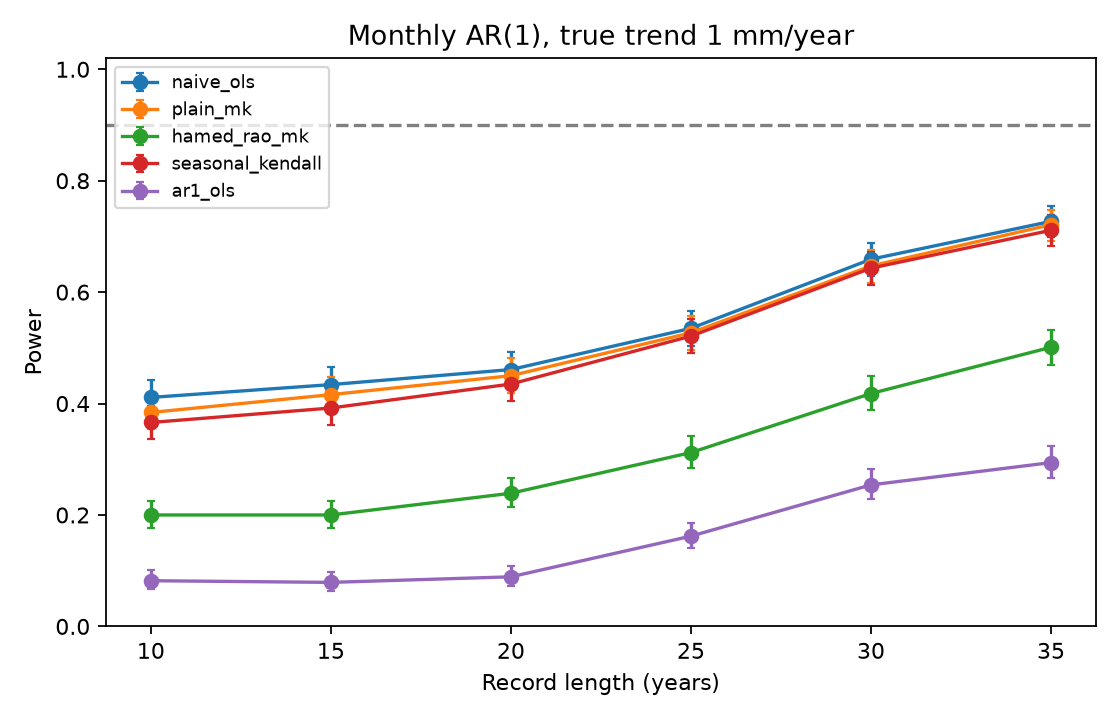 Monthly AR(1), true trend 1 mm/year
naive_ols
plain_mk
hamed_rao_mk
seasonal_kendall
ar1_ols
Power
1.0
0.8
0.6
0.4
0.2
0.0
10 15 20 25 30 35
Record length (years)